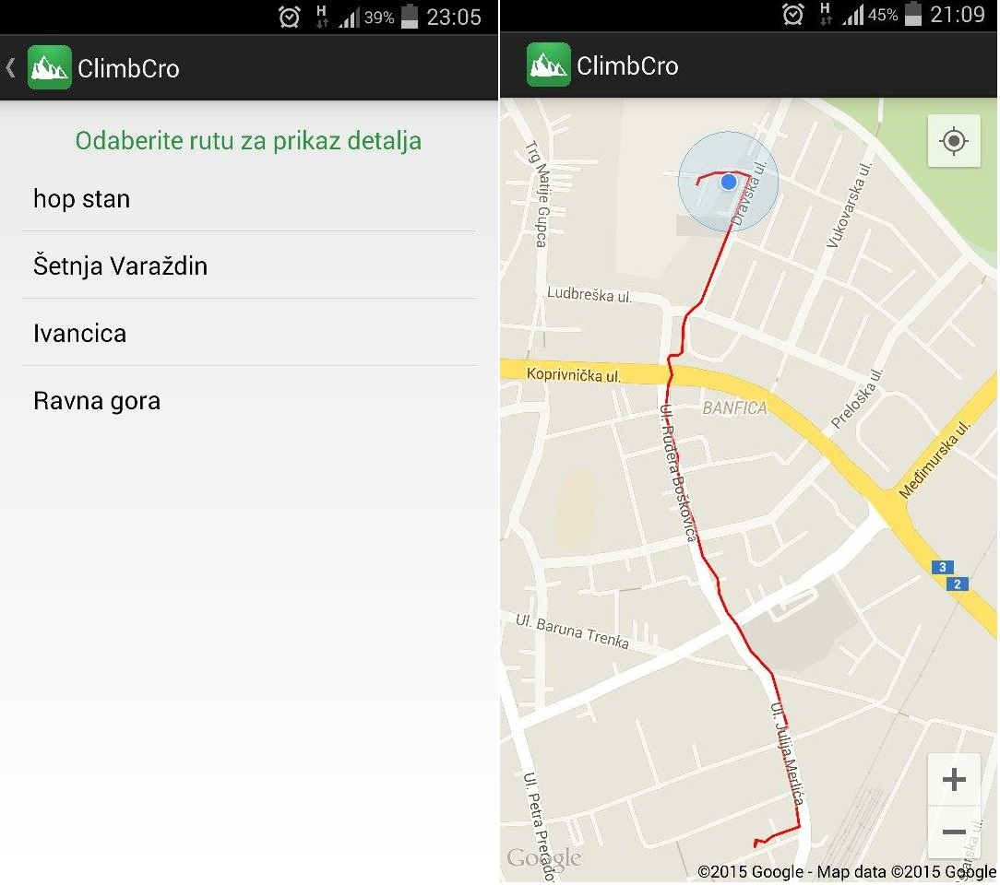 H
39%
23:05
ClimbCro
Odaberite rutu za prikaz detalja
hop stan
Šetnja Varaždin
Ivancica
Ravna gora
H
45%
21:09
ClimbCro
Trg Matije Gupca
Dravska ul.
Vukovarska ul.
Ludbreška ul.
Koprivnička ul.
BANFICA
Preloška ul.
Međimurska ul.
Ul. Ruđera Boškovića
3
2
Ul. Baruna Trenka
Ul. Julija Merlića
Ul. Petra Prerado
+
−
Google
©2015 Google - Map data ©2015 Google